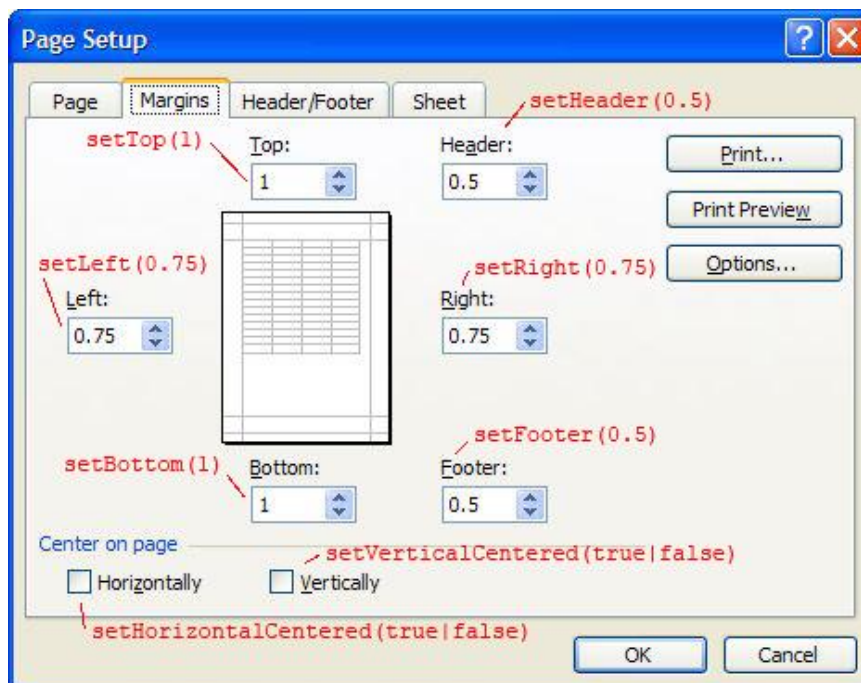 Page Setup
Page Margins Header/Footer Sheet
setHeader(0.5)
setTop(1)
Top:
Header:
1
0.5
Print...
Print Preview
Options...
setLeft(0.75)
setRight(0.75)
Left:
Right:
0.75
0.75
setFooter(0.5)
setBottom(1)
Bottom:
Footer:
1
0.5
Center on page
setVerticalCentered(true|false)
Horizontally
Vertically
setHorizontalCentered(true|false)
OK
Cancel